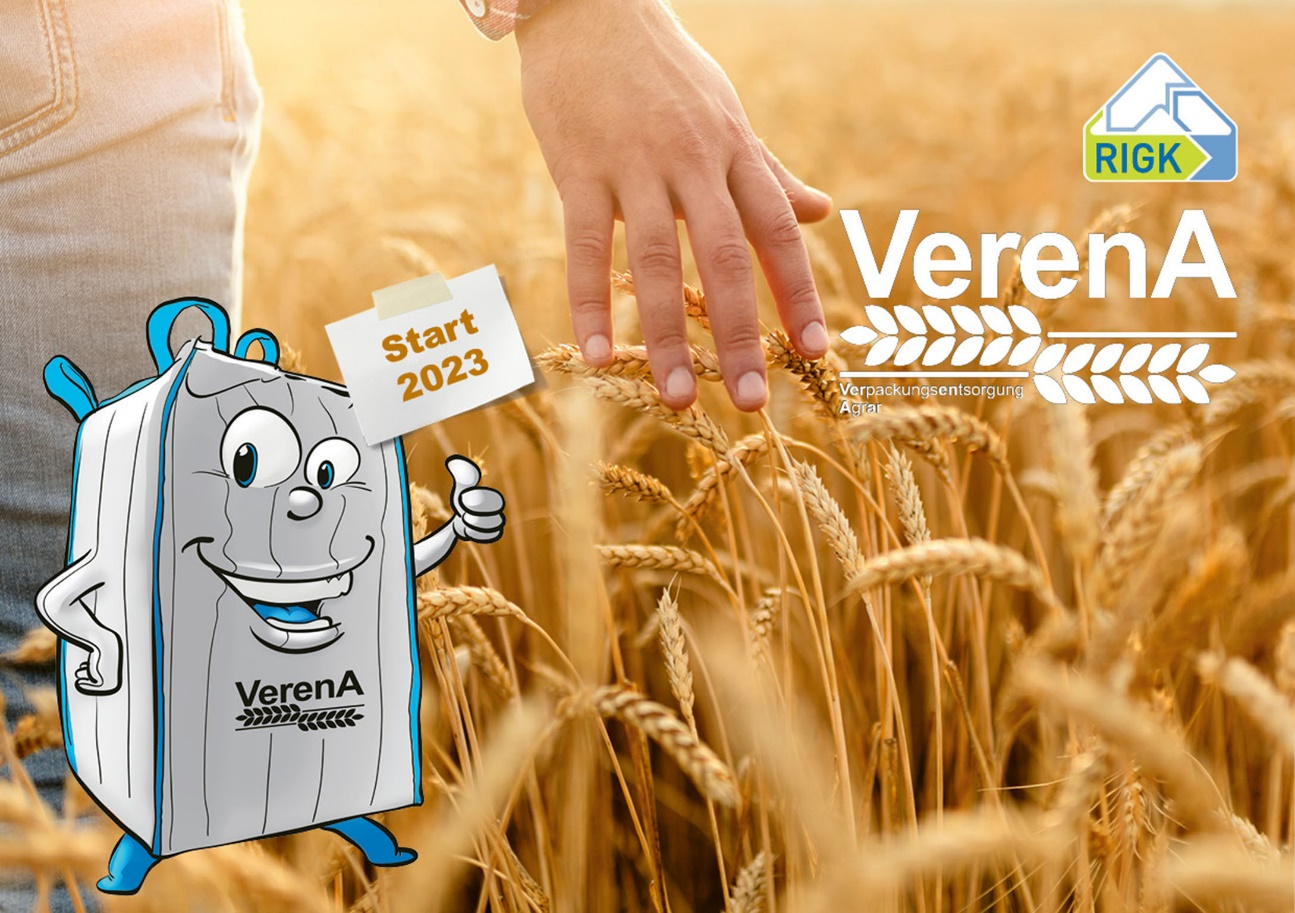 RIGK
VerenA
Verpackungsentsorgung
Agrar
Start
2023
VerenA